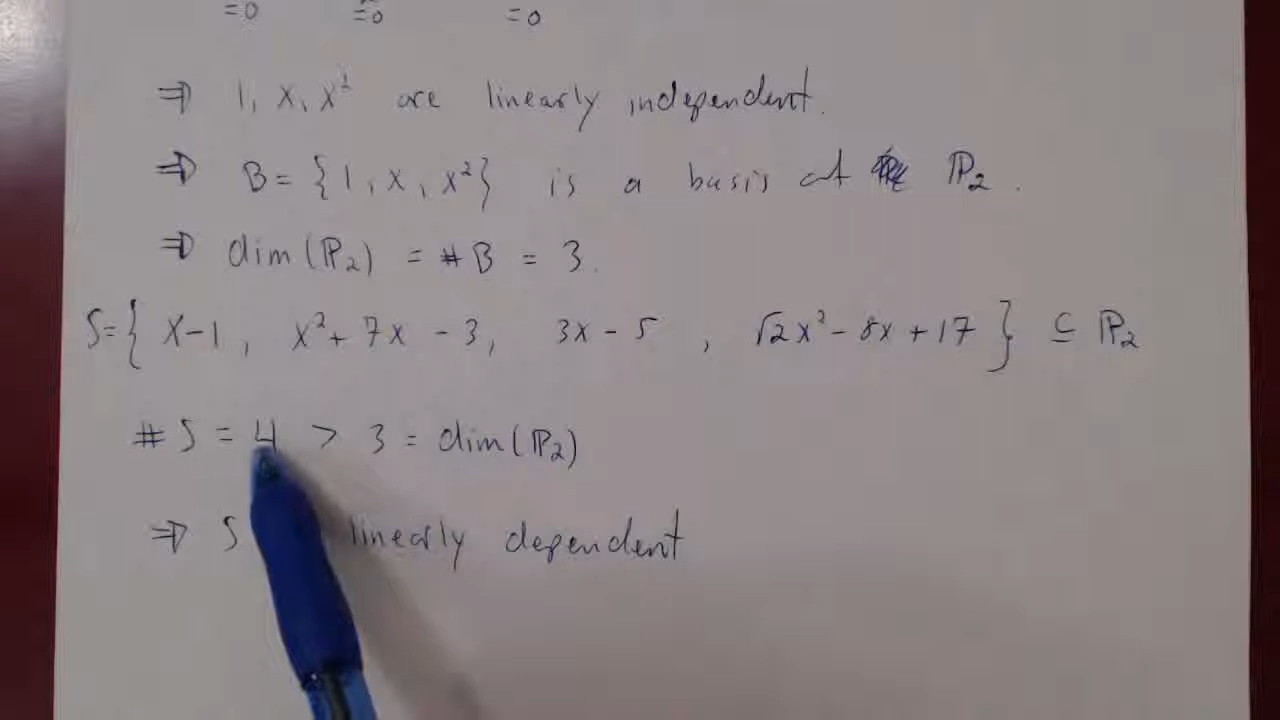 =0 =0 =0
⇒ 1, x, x² are linearly independent.
⇒ B = {1, x, x²} is a basis of ℙ₂.
⇒ dim(ℙ₂) = #B = 3.
S = { x-1, x²+7x-3, 3x-5, √2x²-8x+17 } ⊆ ℙ₂
#S = 4 > 3 = dim(ℙ₂)
⇒ S linearly dependent